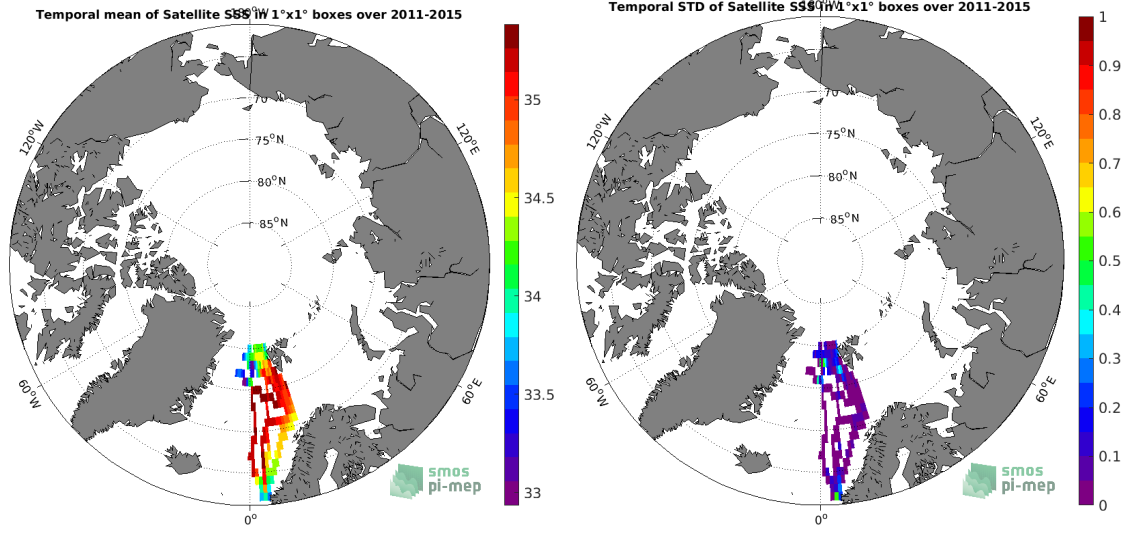 Temporal mean of Satellite SSS in 1°x1° boxes over 2011-2015
180°W
120°W
120°E
70
75°N
80°N
85°N
60°W
60°E
0°
35
34.5
34
33.5
33
smos
pi-mep
Temporal STD of Satellite SSS in 1°x1° boxes over 2011-2015
180°W
120°W
120°E
70
75°N
80°N
85°N
60°W
60°E
0°
1
0.9
0.8
0.7
0.6
0.5
0.4
0.3
0.2
0.1
0
smos
pi-mep